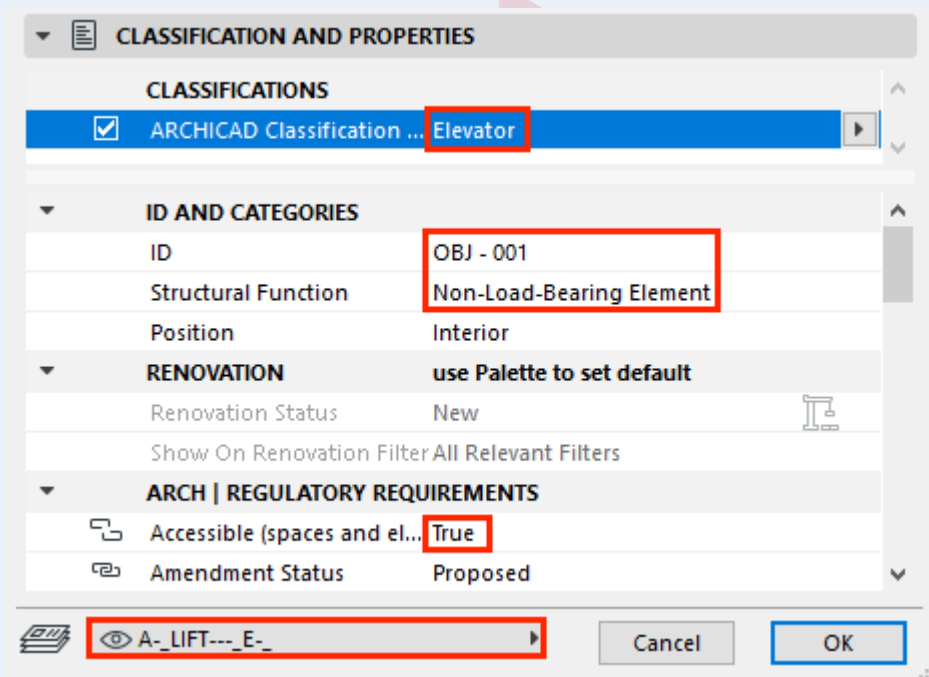 CLASSIFICATION AND PROPERTIES
CLASSIFICATIONS
ARCHICAD Classification ... Elevator
ID AND CATEGORIES
ID OBJ - 001
Structural Function Non-Load-Bearing Element
Position Interior
RENOVATION use Palette to set default
Renovation Status New
Show On Renovation Filter All Relevant Filters
ARCH | REGULATORY REQUIREMENTS
Accessible (spaces and el... True
Amendment Status Proposed
A-_LIFT---_E-_ Cancel OK